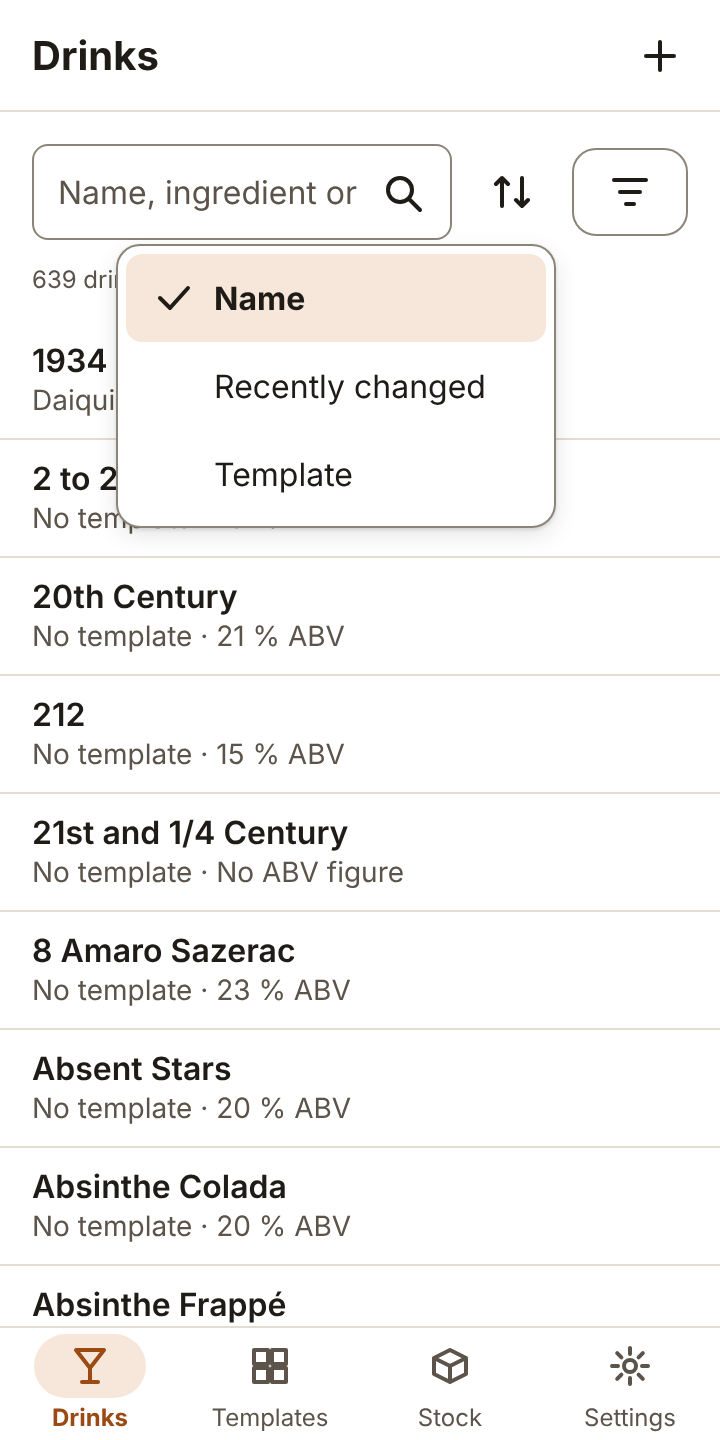 Drinks
Name, ingredient or
639
Name
Recently changed
Template
1934
2 to 2
No
20th Century
No template · 21 % ABV
212
No template · 15 % ABV
21st and 1/4 Century
No template · No ABV figure
8 Amaro Sazerac
No template · 23 % ABV
Absent Stars
No template · 20 % ABV
Absinthe Colada
No template · 20 % ABV
Absinthe Frappé
Drinks
Templates
Stock
Settings